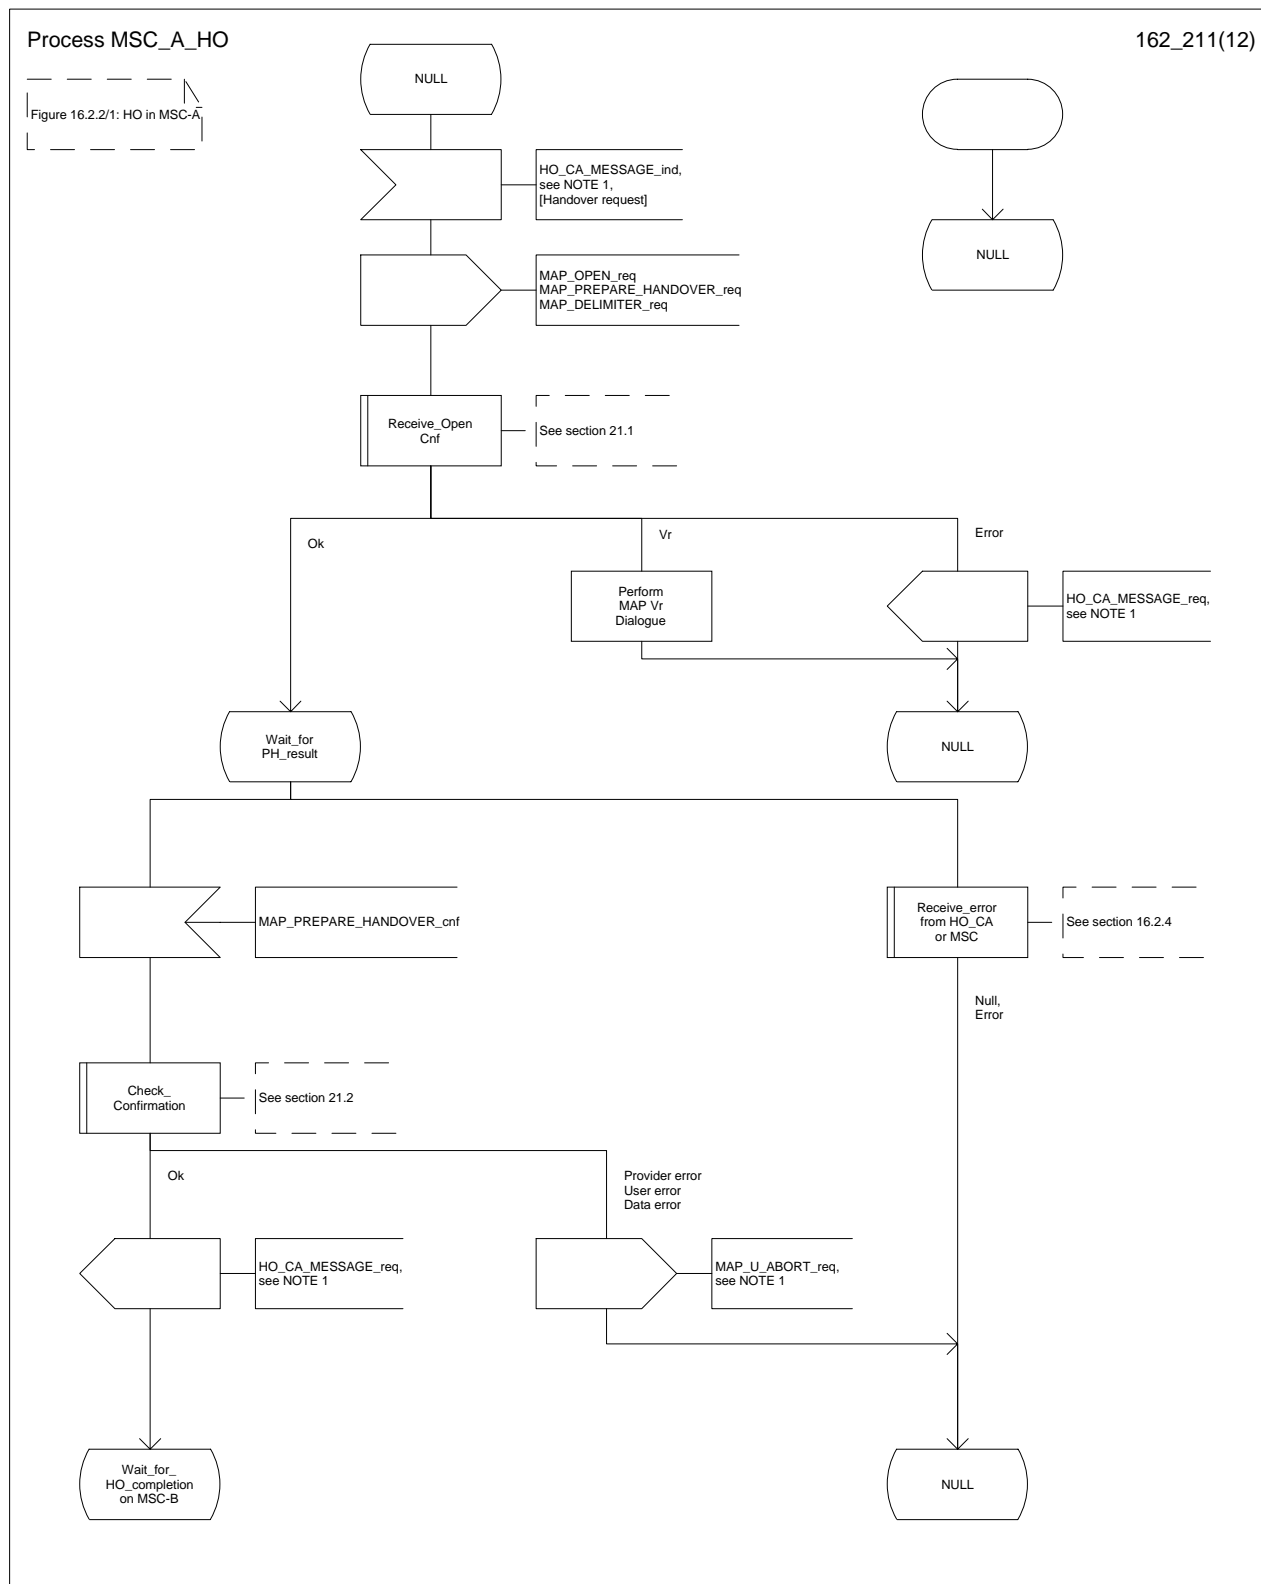 Process MSC_A_HO
162_211(12)
Figure 16.2.2/1: HO in MSC-A
NULL
HO_CA_MESSAGE_ind,
see NOTE 1,
[Handover request]
NULL
MAP_OPEN_req
MAP_PREPARE_HANDOVER_req
MAP_DELIMITER_req
Receive_Open
Cnf
See section 21.1
Ok
Vr
Error
Perform
MAP Vr
Dialogue
HO_CA_MESSAGE_req,
see NOTE 1
Wait_for
PH_result
NULL
MAP_PREPARE_HANDOVER_cnf
Receive_error
from HO_CA
or MSC
See section 16.2.4
Null,
Error
Check_
Confirmation
See section 21.2
Ok
Provider error
User error
Data error
HO_CA_MESSAGE_req,
see NOTE 1
MAP_U_ABORT_req,
see NOTE 1
Wait_for_
HO_completion
on MSC-B
NULL